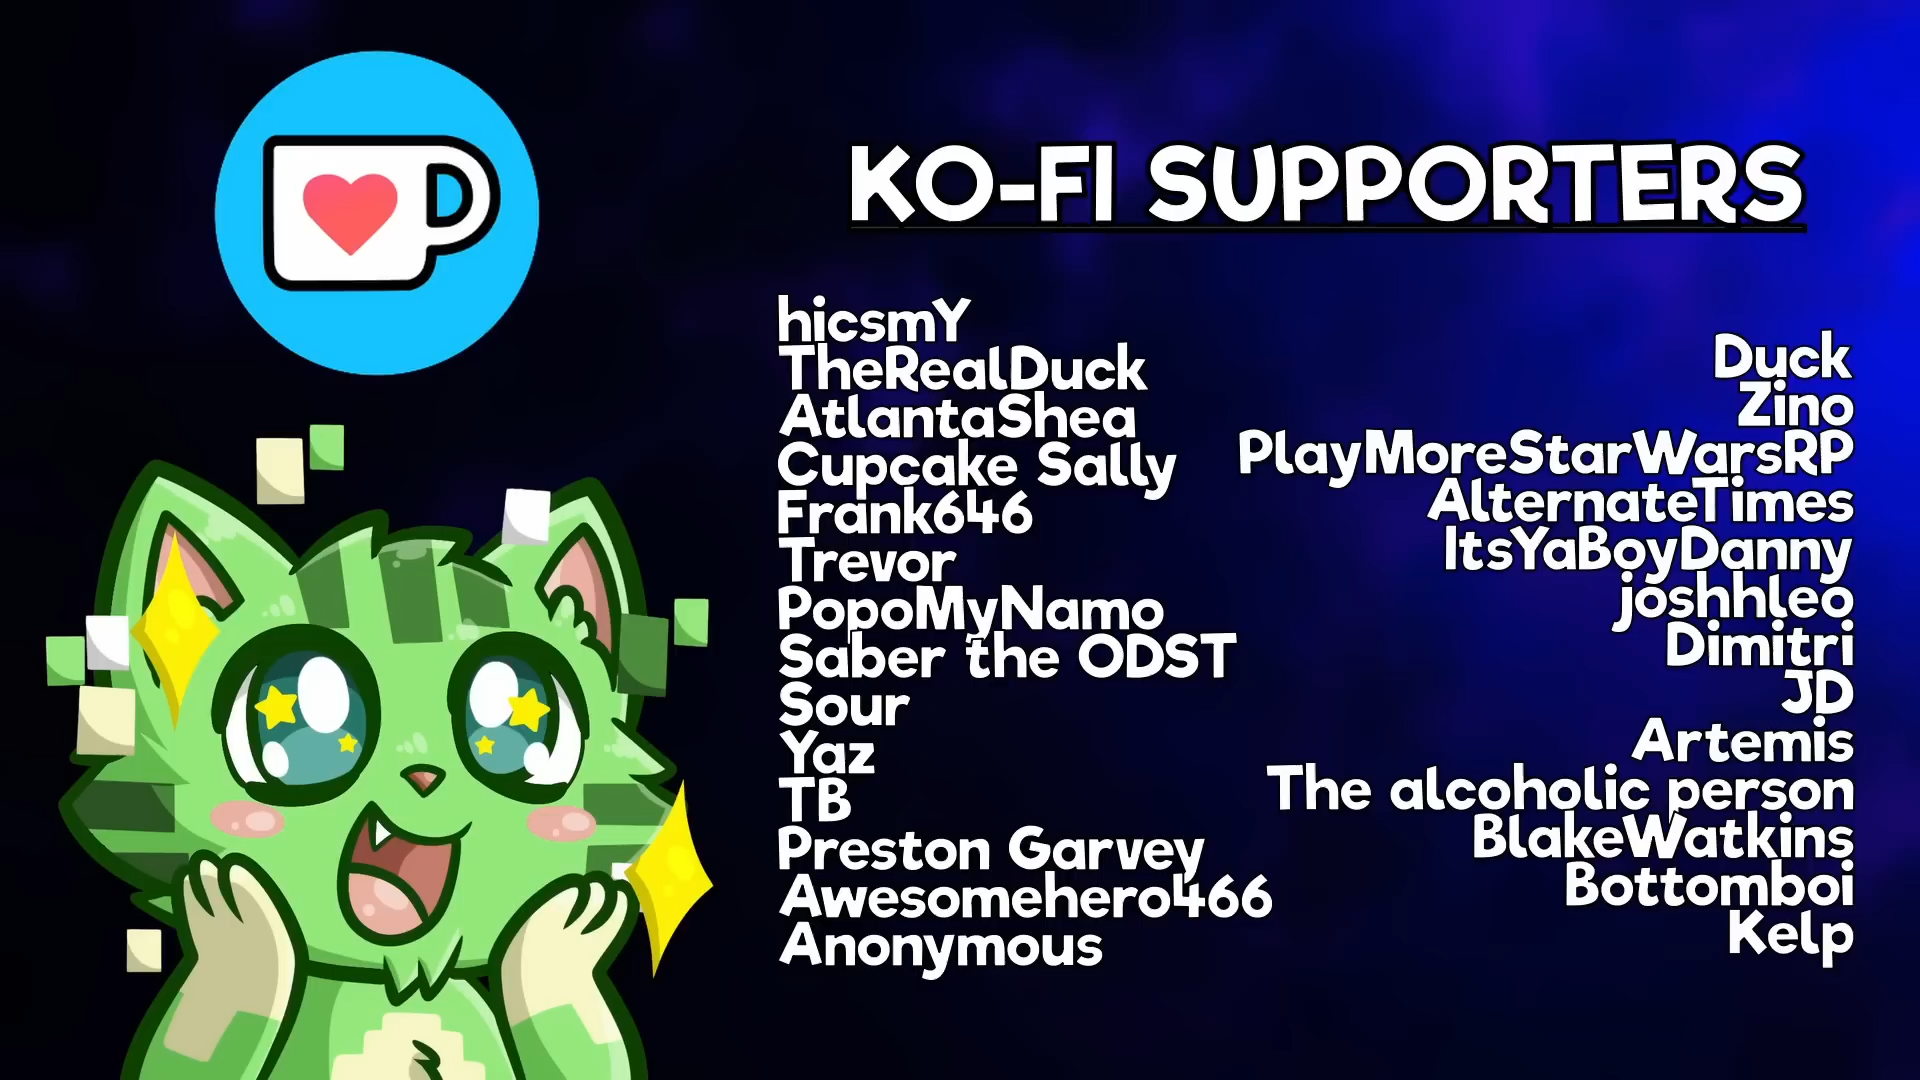 KO-FI SUPPORTERS
hicsmY
TheRealDuck
AtlantaShea
Cupcake Sally
Frank646
Trevor
PopoMyNamo
Saber the ODST
Sour
Yaz
TB
Preston Garvey
Awesomehero466
Anonymous
Duck
Zino
PlayMoreStarWarsRP
AlternateTimes
ItsYaBoyDanny
joshhleo
Dimitri
JD
Artemis
The alcoholic person
BlakeWatkins
Bottomboi
Kelp